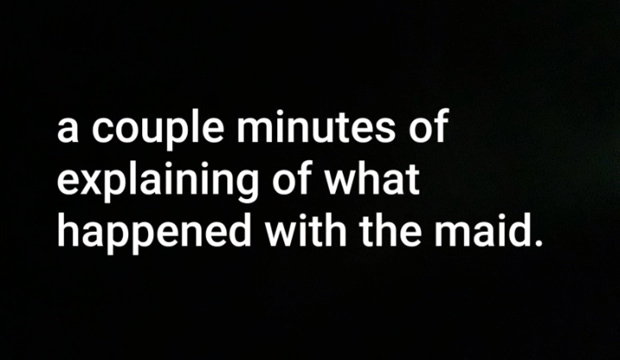 a couple minutes of
explaining of what
happened with the maid.